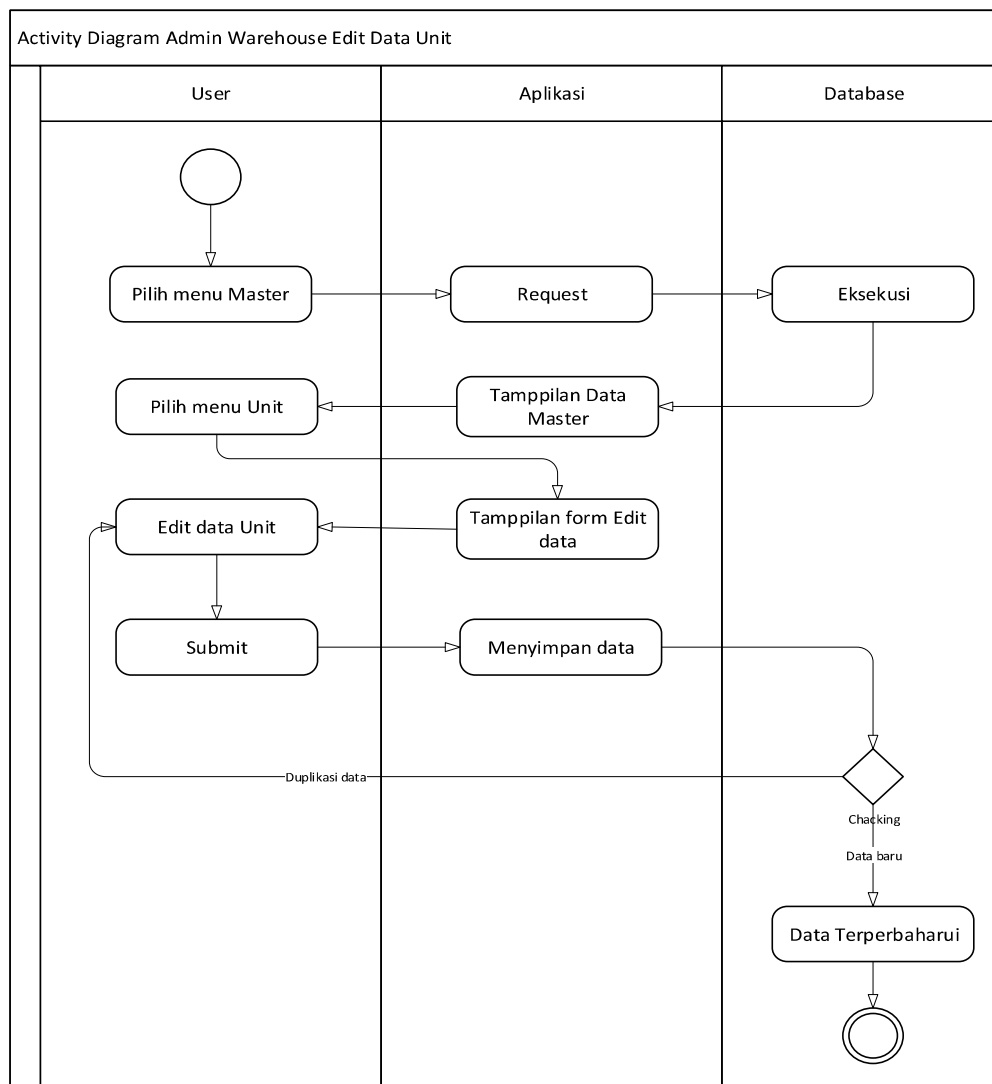 Activity Diagram Admin Warehouse Edit Data Unit
User
Aplikasi
Database
Pilih menu Master
Request
Eksekusi
Pilih menu Unit
Tamppilan Data
Master
Edit data Unit
Tamppilan form Edit
data
Submit
Menyimpan data
Duplikasi data
Chacking
Data baru
Data Terperbaharui